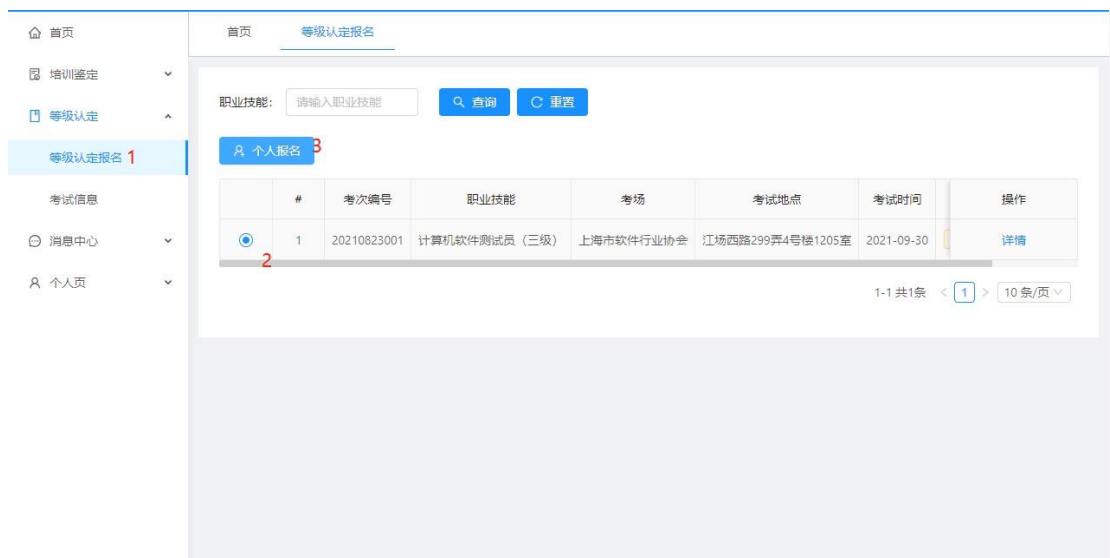 首页
培训鉴定
等级认定
等级认定报名 1
考试信息
消息中心
个人页
首页 等级认定报名
职业技能: 请输入职业技能 查询 重置
个人报名 3
# 考次编号 职业技能 考场 考试地点 考试时间 操作
1 20210823001 计算机软件测试员（三级） 上海市软件行业协会 江场西路299弄4号楼1205室 2021-09-30 详情
2
1-1 共1条 < 1 > 10 条/页